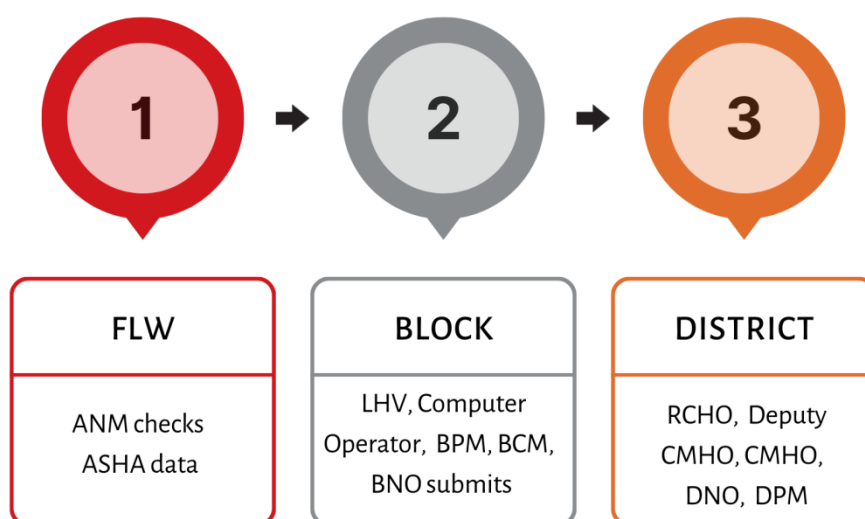 1
2
3
FLW
ANM checks
ASHA data
BLOCK
LHV, Computer
Operator, BPM, BCM,
BNO submits
DISTRICT
RCHO, Deputy
CMHO, CMHO,
DNO, DPM